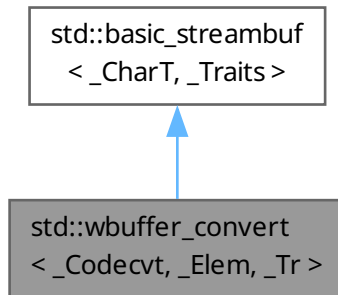 std::basic_streambuf
< _CharT, _Traits >
std::wbuffer_convert
< _Codecvt, _Elem, _Tr >